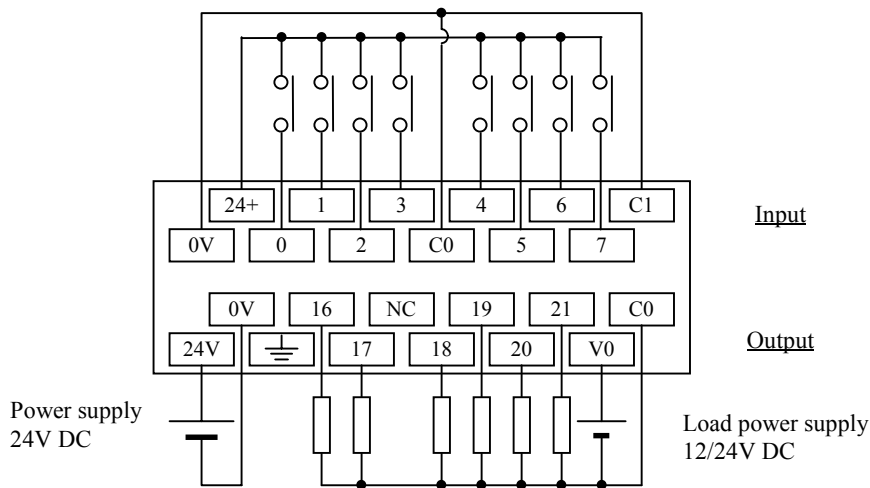 24+ 1 3 4 6 C1
Input
0V 0 2 C0 5 7
0V 16 NC 19 21 C0
24V 17 18 20 V0
Output
Power supply
24V DC
Load power supply
12/24V DC